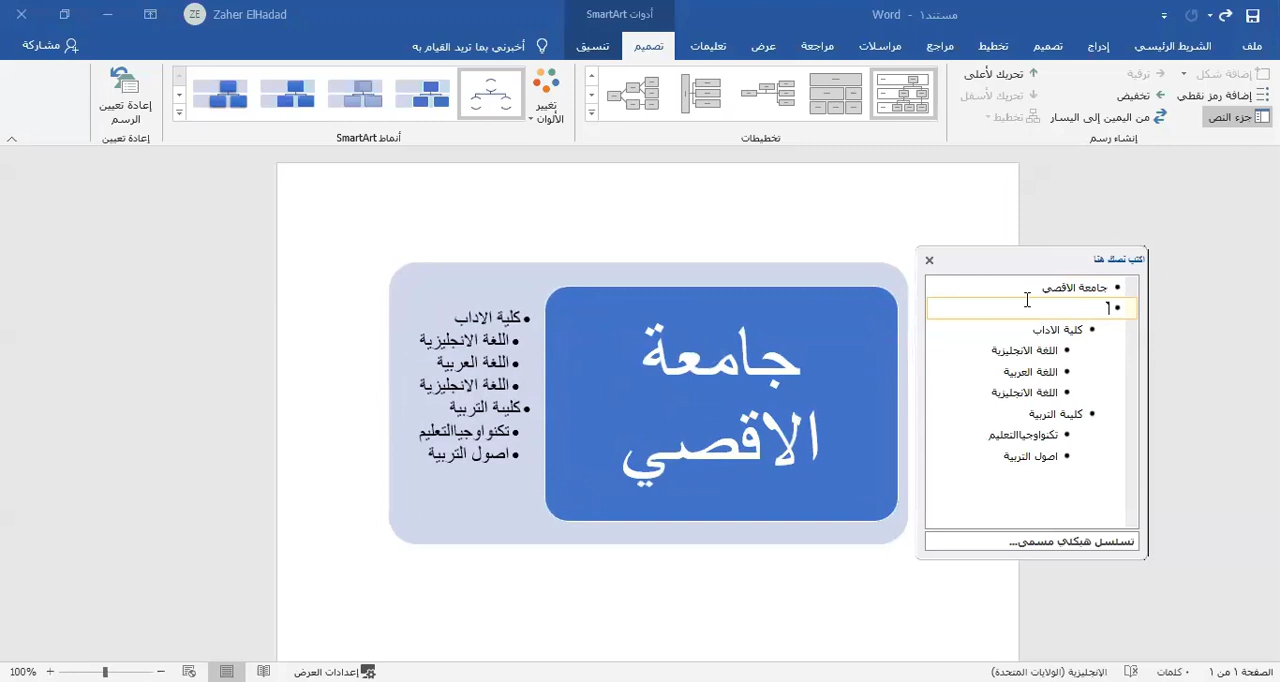 مستند١ - Word
أدوات SmartArt
Zaher ElHadad
ZE
ملف
الشريط الرئيسي
إدراج
تصميم
تخطيط
مراجع
مراسلات
مراجعة
عرض
تعليمات
تصميم
تنسيق
أخبرني بما تريد القيام به
مشاركة
إضافة شكل
إضافة رمز نقطي
جزء النص
ترقية
تخفيض
من اليمين إلى اليسار
تحريك لأعلى
تحريك لأسفل
تخطيط
إنشاء رسم
تخطيطات
تغيير
الألوان
أنماط SmartArt
إعادة تعيين
الرسم
إعادة تعيين
جامعة
الاقصي
كلية الاداب
اللغة الانجليزية
اللغة العربية
اللغة الانجليزية
كليىة التربية
تكنواوجياالتعليم
اصول التربية
اكتب نصك هنا
جامعة الاقصي
كلية الاداب
اللغة الانجليزية
اللغة العربية
اللغة الانجليزية
كليىة التربية
تكنواوجياالتعليم
اصول التربية
تسلسل هيكلي مسمى...
الصفحة ١ من ١
٠ كلمات
الإنجليزية (الولايات المتحدة)
إعدادات العرض
100%